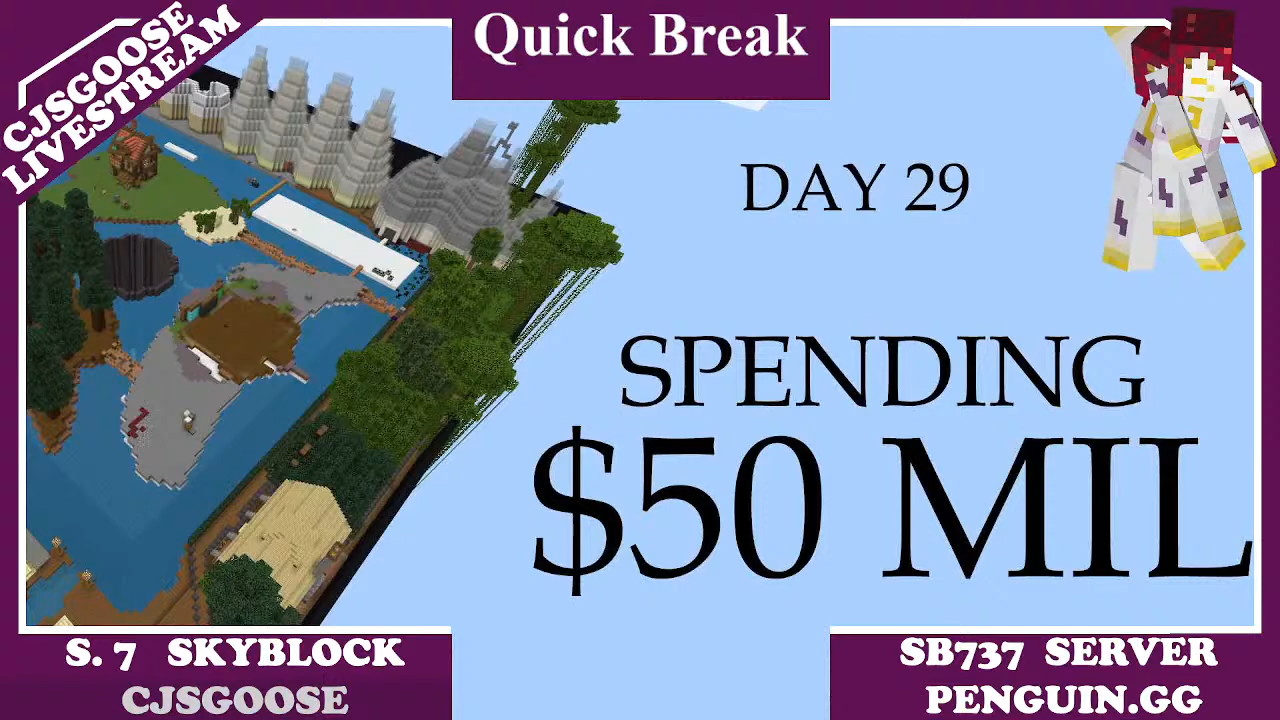 CJSGOOSE
LIVESTREAM
Quick Break
DAY 29
SPENDING
$50 MIL
S. 7 SKYBLOCK
CJSGOOSE
SB737 SERVER
PENGUIN.GG